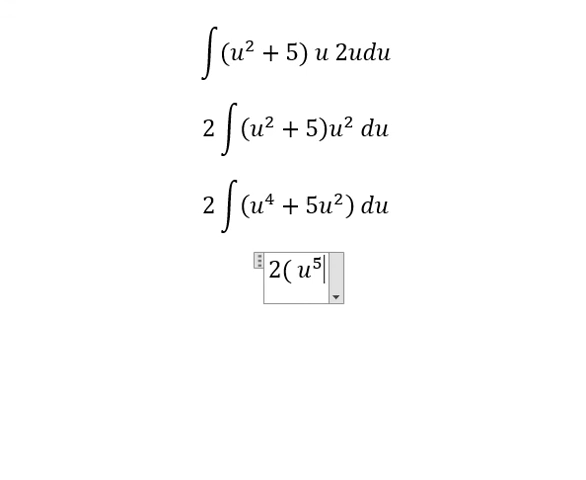 ∫(u² + 5) u 2udu
2∫(u² + 5)u² du
2∫(u⁴ + 5u²) du
2( u⁵